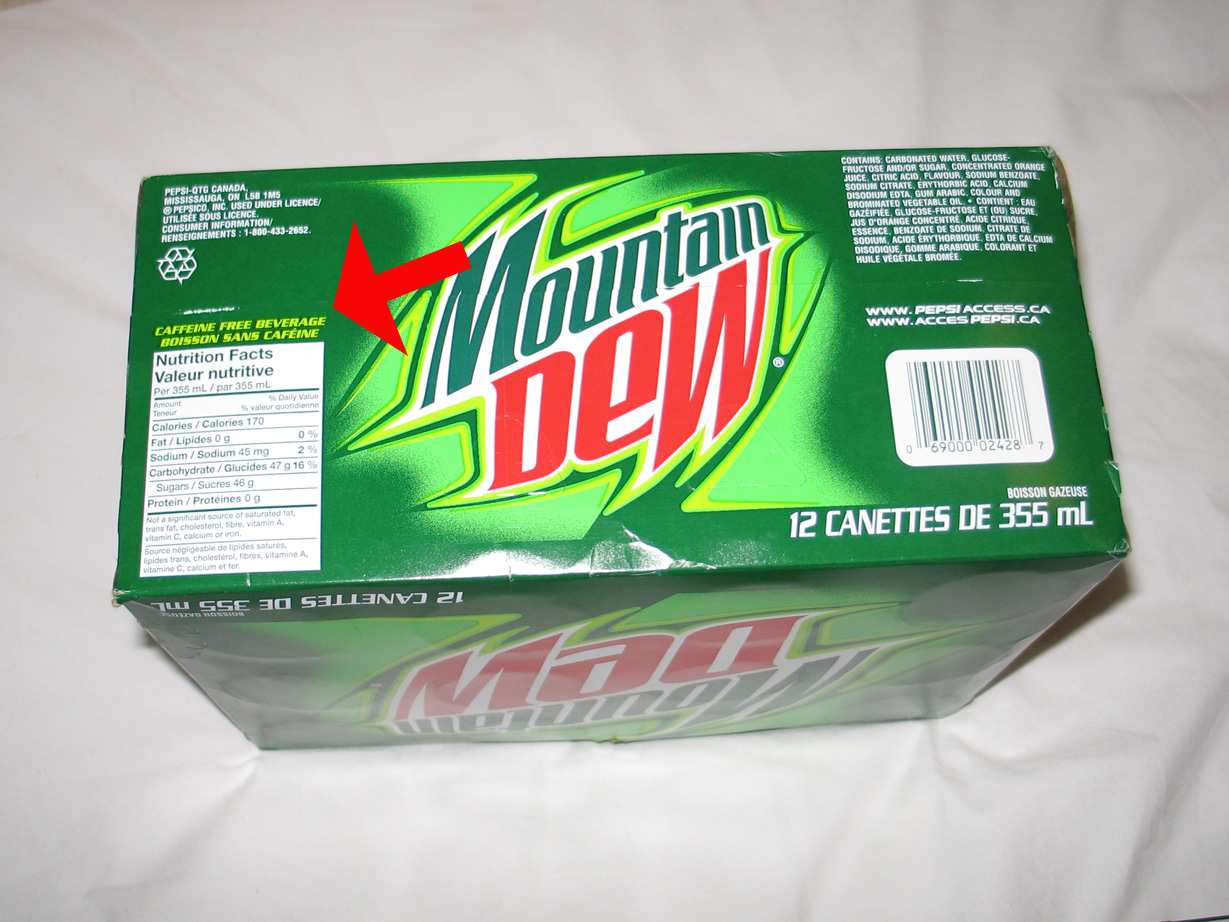 PEPSI-QTG CANADA,
MISSISSAUGA, ON L5B 1M5
® PEPSICO, INC. USED UNDER LICENCE/
UTILISÉE SOUS LICENCE.
CONSUMER INFORMATION/
RENSEIGNEMENTS : 1-800-433-2652.
CAFFEINE FREE BEVERAGE
BOISSON SANS CAFÉINE
Nutrition Facts
Valeur nutritive
Per 355 mL / par 355 mL
Amount % Daily Value
Teneur % valeur quotidienne
Calories / Calories 170
Fat / Lipides 0 g 0 %
Sodium / Sodium 45 mg 2 %
Carbohydrate / Glucides 47 g 16 %
Sugars / Sucres 46 g
Protein / Protéines 0 g
Not a significant source of saturated fat,
trans fat, cholesterol, fibre, vitamin A,
vitamin C, calcium or iron.
Source négligeable de lipides saturés,
lipides trans, cholestérol, fibres, vitamine A,
vitamine C, calcium et fer.
Mountain
Dew
®
CONTAINS: CARBONATED WATER, GLUCOSE-
FRUCTOSE AND/OR SUGAR, CONCENTRATED ORANGE
JUICE, CITRIC ACID, FLAVOUR, SODIUM BENZOATE,
SODIUM CITRATE, ERYTHORBIC ACID, CALCIUM
DISODIUM EDTA, GUM ARABIC, COLOUR AND
BROMINATED VEGETABLE OIL. • CONTIENT : EAU
GAZÉIFIÉE, GLUCOSE-FRUCTOSE ET (OU) SUCRE,
JUS D'ORANGE CONCENTRÉ, ACIDE CITRIQUE,
ESSENCE, BENZOATE DE SODIUM, CITRATE DE
SODIUM, ACIDE ÉRYTHORBIQUE, EDTA DE CALCIUM
DISODIQUE, GOMME ARABIQUE, COLORANT ET
HUILE VÉGÉTALE BROMÉE.
WWW.PEPSIACCESS.CA
WWW.ACCESPEPSI.CA
0 69000 02428 7
BOISSON GAZEUSE
12 CANETTES DE 355 mL
BOISSON GAZEUSE
12 CANETTES DE 355 mL
Mountain
Dew